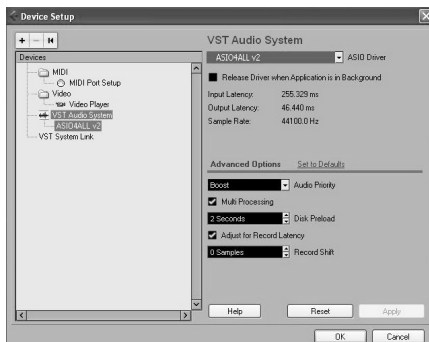 Device Setup
VST Audio System
Devices
MIDI
MIDI Port Setup
Video
Video Player
VST Audio System
ASIO4ALL v2
VST System Link
ASIO4ALL v2 ASIO Driver
Release Driver when Application is in Background
Input Latency: 255.329 ms
Output Latency: 46.440 ms
Sample Rate: 44100.0 Hz
Advanced Options Set to Defaults
Boost Audio Priority
Multi Processing
2 Seconds Disk Preload
Adjust for Record Latency
0 Samples Record Shift
Help Reset Apply
OK Cancel